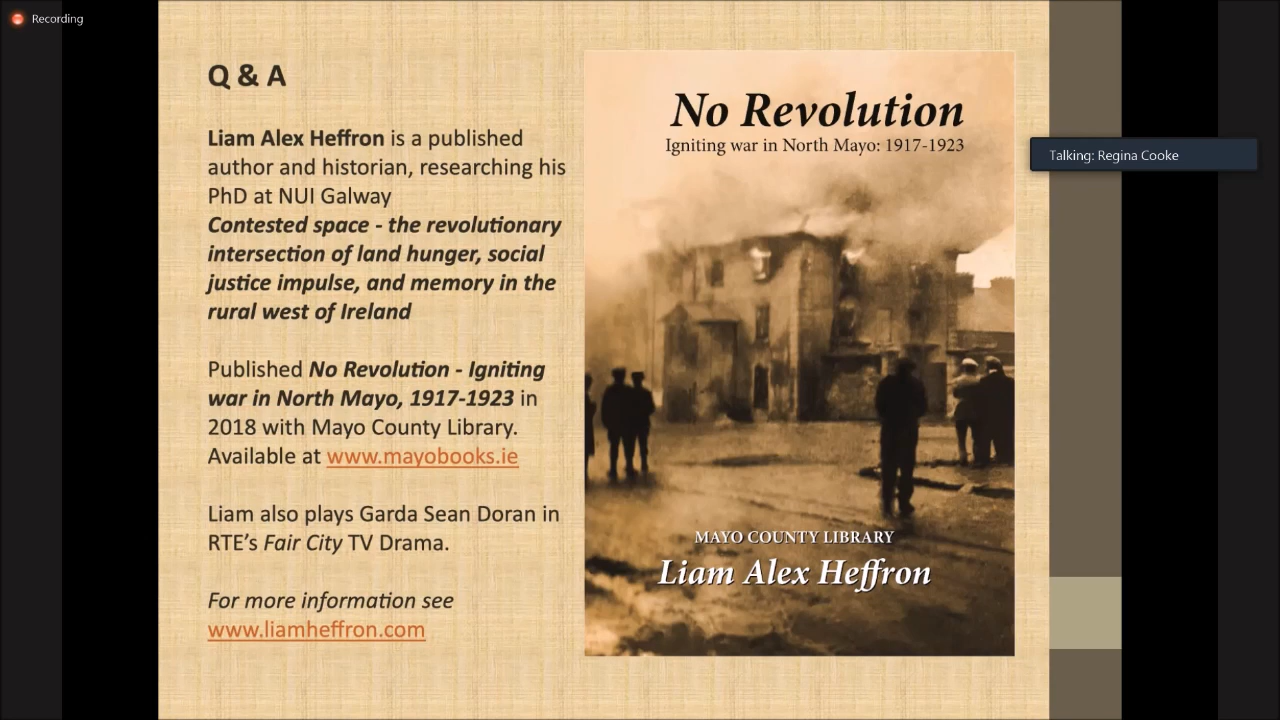 Recording
Q & A
Liam Alex Heffron is a published
author and historian, researching his
PhD at NUI Galway
Contested space - the revolutionary
intersection of land hunger, social
justice impulse, and memory in the
rural west of Ireland
Published No Revolution - Igniting
war in North Mayo, 1917-1923 in
2018 with Mayo County Library.
Available at www.mayobooks.ie
Liam also plays Garda Sean Doran in
RTE’s Fair City TV Drama.
For more information see
www.liamheffron.com
No Revolution
Igniting war in North Mayo: 1917-1923
MAYO COUNTY LIBRARY
Liam Alex Heffron
Talking: Regina Cooke